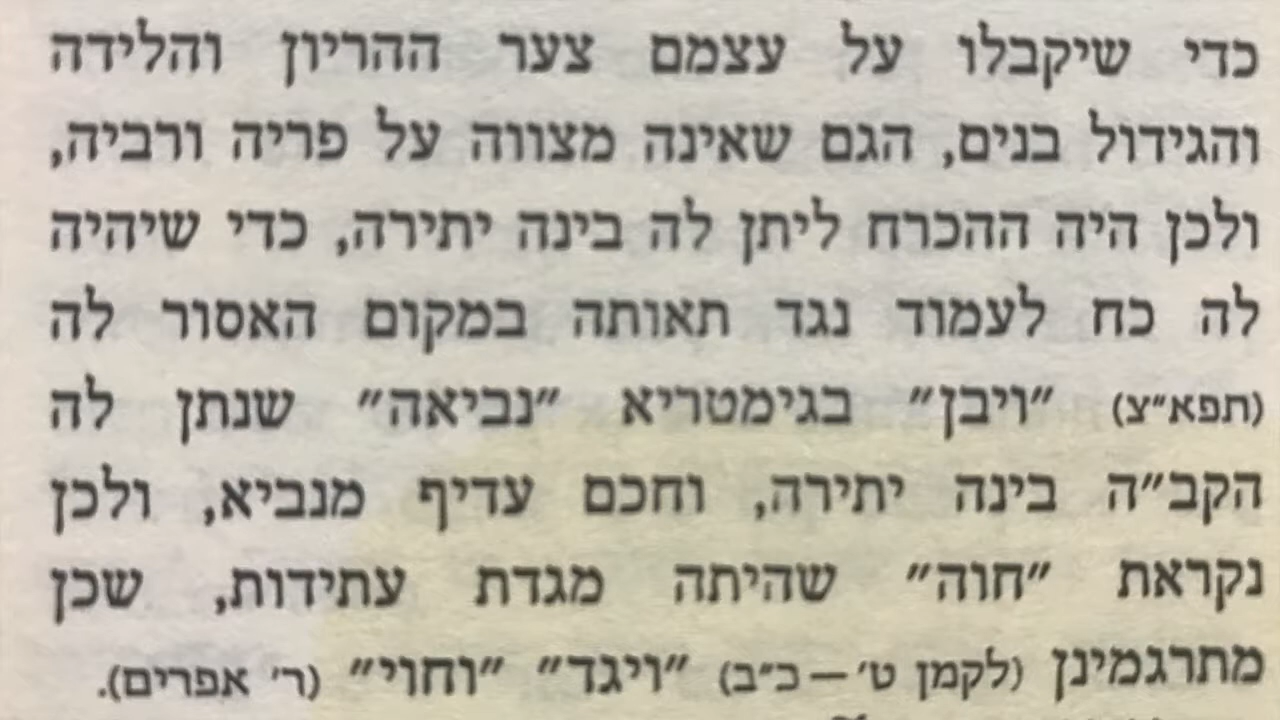 כדי שיקבלו על עצמם צער ההריון והלידה
והגידול בנים, הגם שאינה מצווה על פריה ורביה,
ולכן היה ההכרח ליתן לה בינה יתירה, כדי שיהיה
לה כח לעמוד נגד תאותה במקום האסור לה
(תפא״צ) ״ויבן״ בגימטריא ״נביאה״ שנתן לה
הקב״ה בינה יתירה, וחכם עדיף מנביא, ולכן
נקראת ״חוה״ שהיתה מגדת עתידות, שכן
מתרגמינן (לקמן ט׳ — כ״ב) ״ויגד״ ״וחוי״ (ר׳ אפרים).